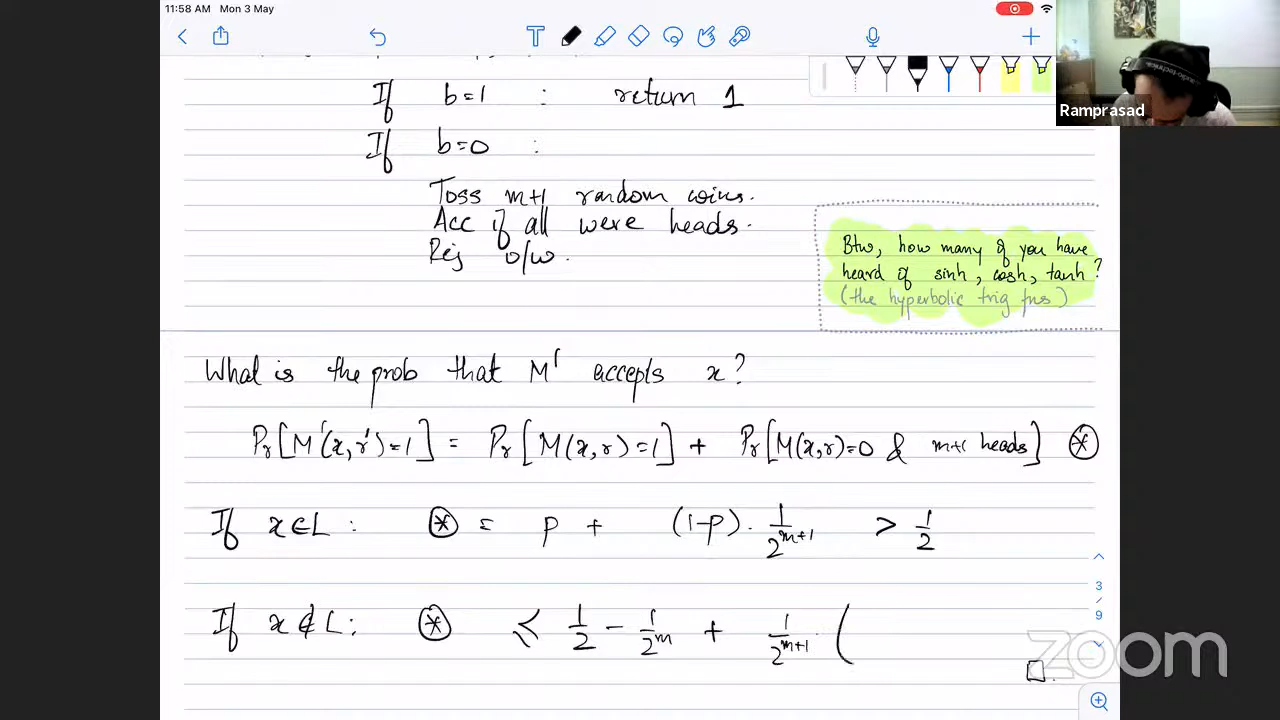 11:58 AM Mon 3 May
If b=1 : return 1
If b=0 :
Toss m+1 random coins.
Acc if all were heads.
Rej o/w.
Btw, how many of you have
heard of sinh, cosh, tanh?
(the hyperbolic trig fns)
What is the prob that M' accepts x?
Pr[M'(x,r')=1] = Pr[M(x,r)=1] + Pr[M(x,r)=0 & m+1 heads] ⊛
If x∈L: ⊛ = p + (1-p). 1/2^{m+1} > 1/2
If x∉L: ⊛ ≤ 1/2 - 1/2^m + 1/2^{m+1} (
Ramprasad
3/9
zoom